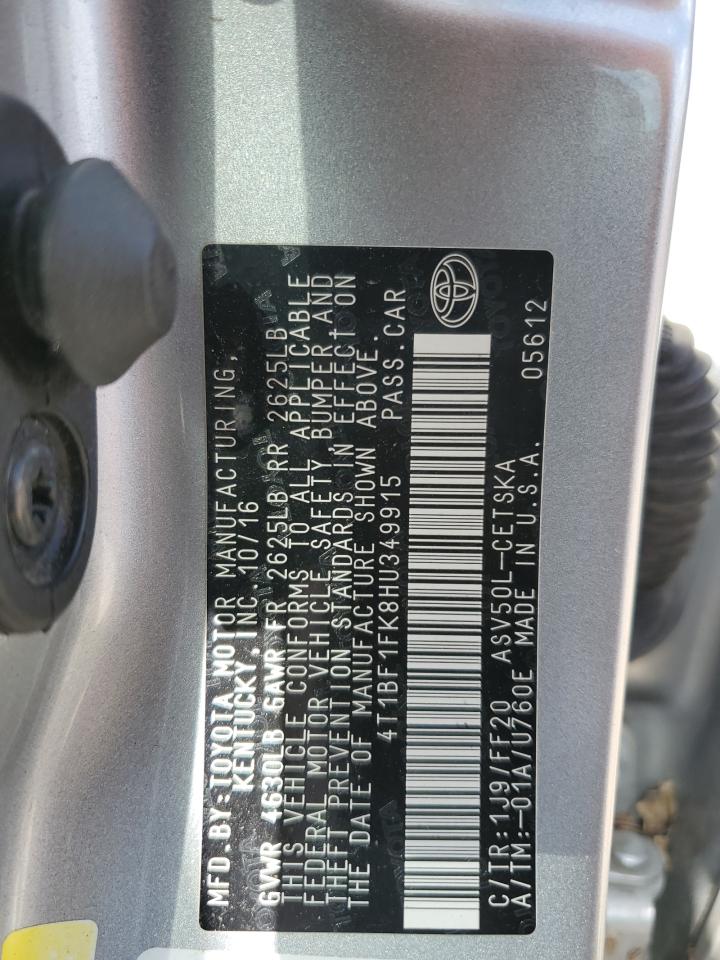 MFD. BY: TOYOTA MOTOR MANUFACTURING,
KENTUCKY, INC. 10/16
GVWR 4630LB GAWR FR 2625LB RR 2625LB
THIS VEHICLE CONFORMS TO ALL APPLICABLE
FEDERAL MOTOR VEHICLE SAFETY, BUMPER, AND
THEFT PREVENTION STANDARDS IN EFFECT ON
THE DATE OF MANUFACTURE SHOWN ABOVE.
4T1BF1FK8HU349915 PASS.CAR
C/TR:1J9/FF20 ASV50L-CETSKA
A/TM:-01A/U760E MADE IN U.S.A. 05612